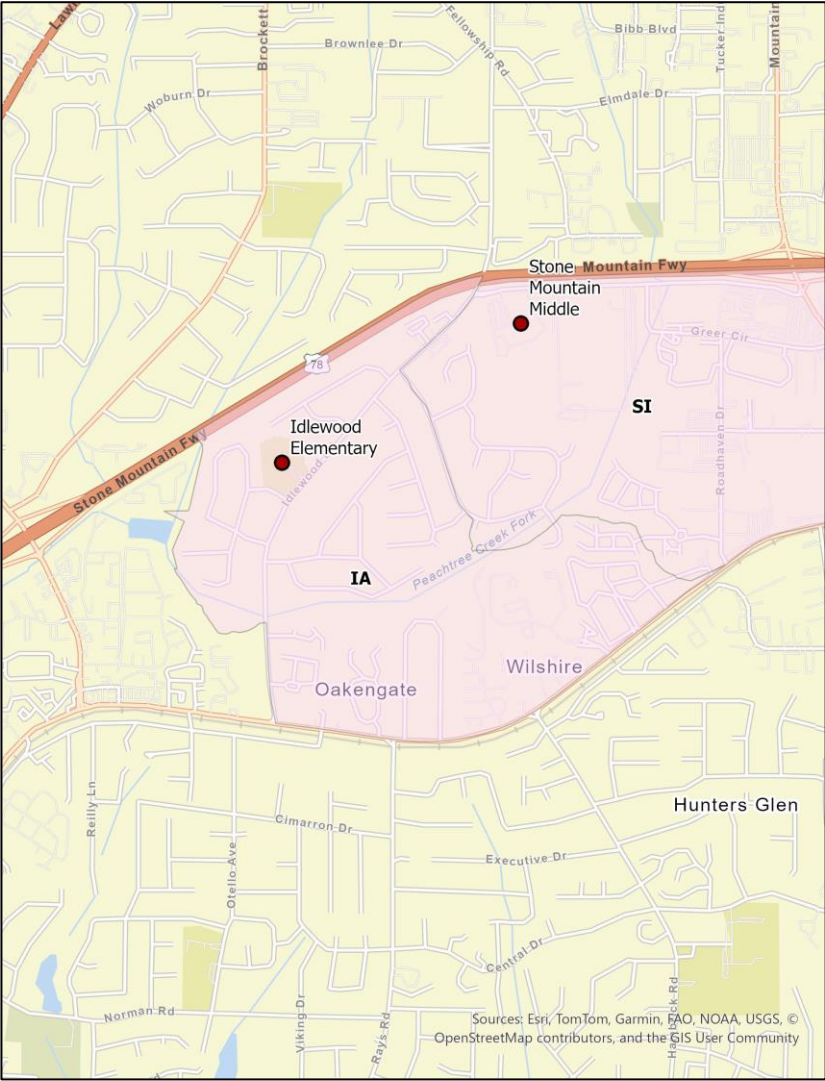 Brockett
Fellowship Rd
Bibb Blvd
Tucker Ind
Mountain
Brownlee Dr
Woburn Dr
Elmdale Dr
Stone
Mountain
Middle
Mountain Fwy
78
Greer Cir
SI
Roadhaven Dr
Idlewood
Elementary
Idlewood
Stone Mountain Fwy
Peachtree Creek Fork
IA
Wilshire
Oakengate
Hunters Glen
Reilly Ln
Cimarron Dr
Otello Ave
Executive Dr
Central Dr
Norman Rd
Viking Dr
Rays Rd
Hambrick Rd
Sources: Esri, TomTom, Garmin, FAO, NOAA, USGS, ©
OpenStreetMap contributors, and the GIS User Community